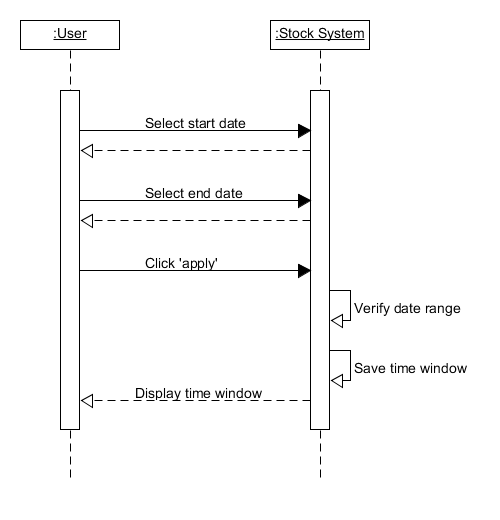 :User
:Stock System
Select start date
Select end date
Click 'apply'
Verify date range
Save time window
Display time window